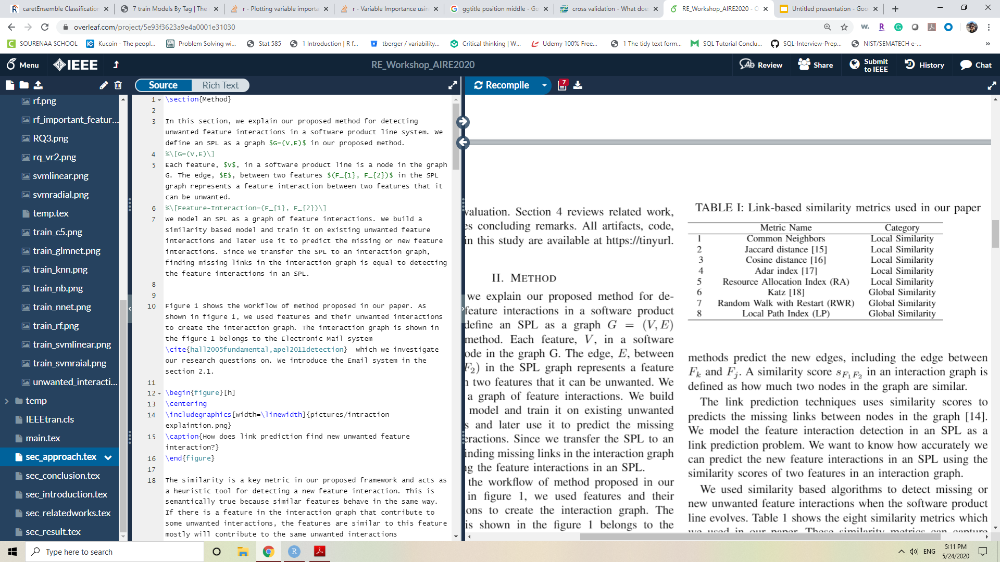 caretEnsemble Classification
7 train Models By Tag | The
r - Plotting variable importa
r - Variable Importance usin
ggtitle position middle - Go
cross validation - What doe
RE_Workshop_AIRE2020 - O
Untitled presentation - Goo
overleaf.com/project/5e93f3623a9e4a0001e31030
SOURENAA SCHOOL
Kucoin - The peopl...
Problem Solving wi...
Stat 585
1 Introduction | R f...
tberger / variability...
Critical thinking | W...
Udemy 100% Free...
1 The tidy text form...
SQL Tutorial Conclu...
SQL-Interview-Prep...
NIST/SEMATECH e-...
»
Menu
IEEE
RE_Workshop_AIRE2020
Review
Share
Submit
to IEEE
History
Chat
Source
Rich Text
Recompile
7
rf.png
rf_important_featur...
RQ3.png
rq_vr2.png
svmlinear.png
svmradial.png
temp.tex
train_c5.png
train_glmnet.png
train_knn.png
train_nb.png
train_nnet.png
train_rf.png
train_svmlinear.png
train_svmraial.png
unwanted_interacti...
temp
IEEEtran.cls
main.tex
sec_approach.tex
sec_conclusion.tex
sec_introduction.tex
sec_relatedworks.tex
sec_result.tex
1 \section{Method}
2
3 In this section, we explain our proposed method for detecting
unwanted feature interactions in a software product line system. We
define an SPL as a graph $G=(V,E)$ in our proposed method.
4 %\[G=(V,E)\]
5 Each feature, $V$, in a software product line is a node in the graph
G. The edge, $E$, between two features $(F_{1}, F_{2})$ in the SPL
graph represents a feature interaction between two features that it
can be unwanted.
6 %\[Feature-Interaction=(F_{1}, F_{2})\]
7 We model an SPL as a graph of feature interactions. We build a
similarity based model and train it on existing unwanted feature
interactions and later use it to predict the missing or new feature
interactions. Since we transfer the SPL to an interaction graph,
finding missing links in the interaction graph is equal to detecting
the feature interactions in an SPL.
8
9
10 Figure 1 shows the workflow of method proposed in our paper. As
shown in figure 1, we used features and their unwanted interactions
to create the interaction graph. The interaction graph is shown in
the figure 1 belongs to the Electronic Mail system
\cite{hall2005fundamental,apel2011detection}  which we investigate
our research questions on. We introduce the Email system in the
section 2.1.
11
12 \begin{figure}[h]
13 \centering
14 \includegraphics[width=\linewidth]{pictures/intraction
explaintion.png}
15 \caption{How does link prediction find new unwanted feature
interaction?}
16 \end{figure}
17
18 The similarity is a key metric in our proposed framework and acts as
a heuristic tool for detecting a new feature interaction. This is
semantically true because similar features behave in the same way.
If there is a feature in the interaction graph that contribute to
some unwanted interactions, the features are similar to this feature
mostly will contribute to the same unwanted interactions
valuation. Section 4 reviews related work,
es concluding remarks. All artifacts, code,
in this study are available at https://tinyurl.
II. METHOD
we explain our proposed method for de-
feature interactions in a software product
define an SPL as a graph G = (V, E)
method. Each feature, V, in a software
ode in the graph G. The edge, E, between
F2) in the SPL graph represents a feature
n two features that it can be unwanted. We
a graph of feature interactions. We build
model and train it on existing unwanted
s and later use it to predict the missing
eractions. Since we transfer the SPL to an
inding missing links in the interaction graph
ng the feature interactions in an SPL.
the workflow of method proposed in our
in figure 1, we used features and their
ons to create the interaction graph. The
is shown in the figure 1 belongs to the
TABLE I: Link-based similarity metrics used in our paper
Metric Name Category
1 Common Neighbors Local Similarity
2 Jaccard distance [15] Local Similarity
3 Cosine distance [16] Local Similarity
4 Adar index [17] Local Similarity
5 Resource Allocation Index (RA) Local Similarity
6 Katz [18] Global Similarity
7 Random Walk with Restart (RWR) Global Similarity
8 Local Path Index (LP) Global Similarity
methods predict the new edges, including the edge between
Fk and Fj. A similarity score sF1F2 in an interaction graph is
defined as how much two nodes in the graph are similar.
The link prediction techniques uses similarity scores to
predicts the missing links between nodes in the graph [14].
We model the feature interaction detection in an SPL as a
link prediction problem. We want to know how accurately we
can predict the new feature interactions in an SPL using the
similarity scores of two features in an interaction graph.
We used similarity based algorithms to detect missing or
new unwanted feature interactions when the software product
line evolves. Table 1 shows the eight similarity metrics which
we used in our paper. These similarity metrics can capture
Type here to search
ENG
5:11 PM
5/24/2020